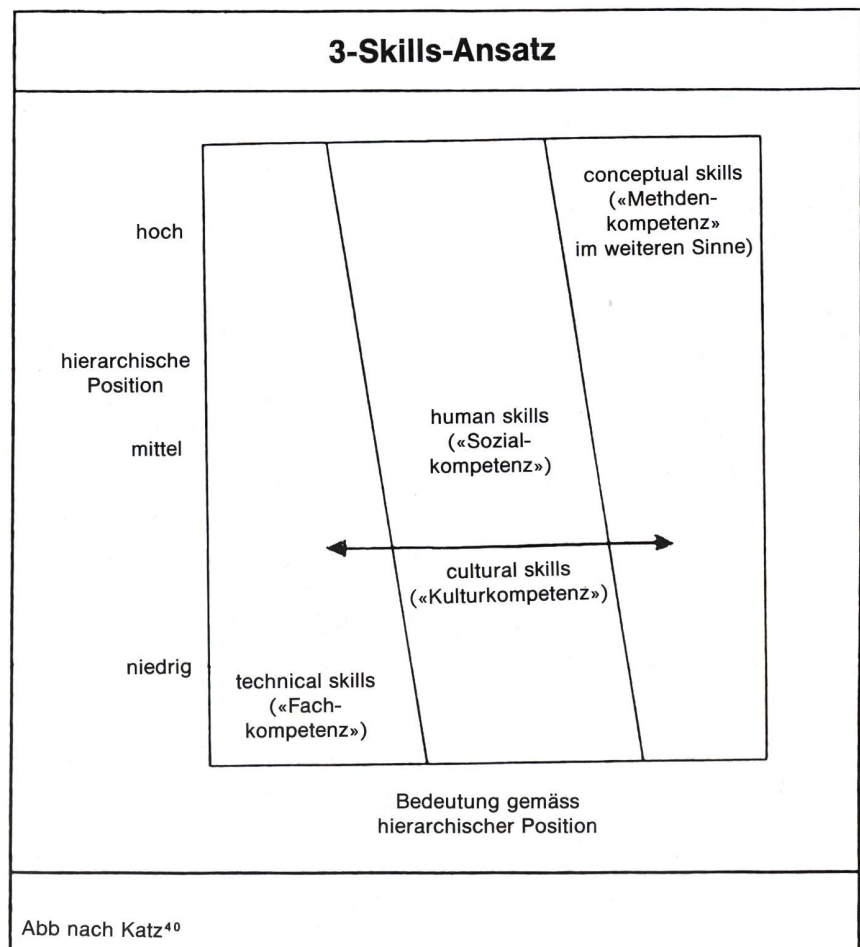 3-Skills-Ansatz
conceptual skills
(«Methden-
kompetenz»
im weiteren Sinne)
hoch
hierarchische
Position
mittel
human skills
(«Sozial-
kompetenz»)
cultural skills
(«Kulturkompetenz»)
niedrig
technical skills
(«Fach-
kompetenz»)
Bedeutung gemäss
hierarchischer Position
Abb nach Katz⁴⁰